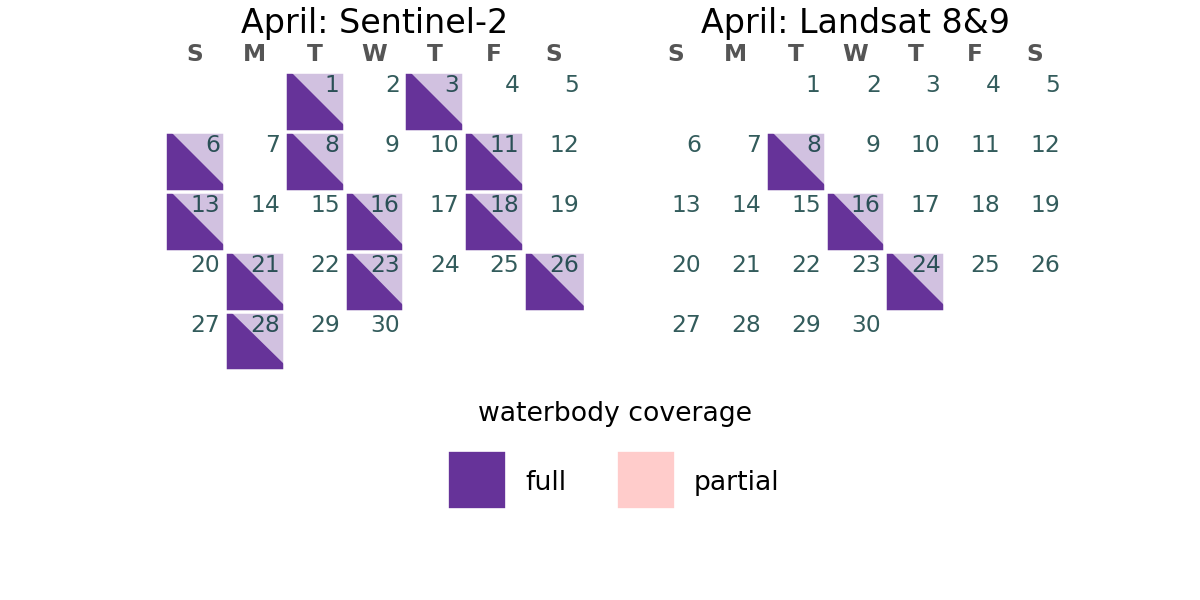 April: Sentinel-2
S M T W T F S
1 2 3 4 5
6 7 8 9 10 11 12
13 14 15 16 17 18 19
20 21 22 23 24 25 26
27 28 29 30
April: Landsat 8&9
S M T W T F S
1 2 3 4 5
6 7 8 9 10 11 12
13 14 15 16 17 18 19
20 21 22 23 24 25 26
27 28 29 30
waterbody coverage
full partial